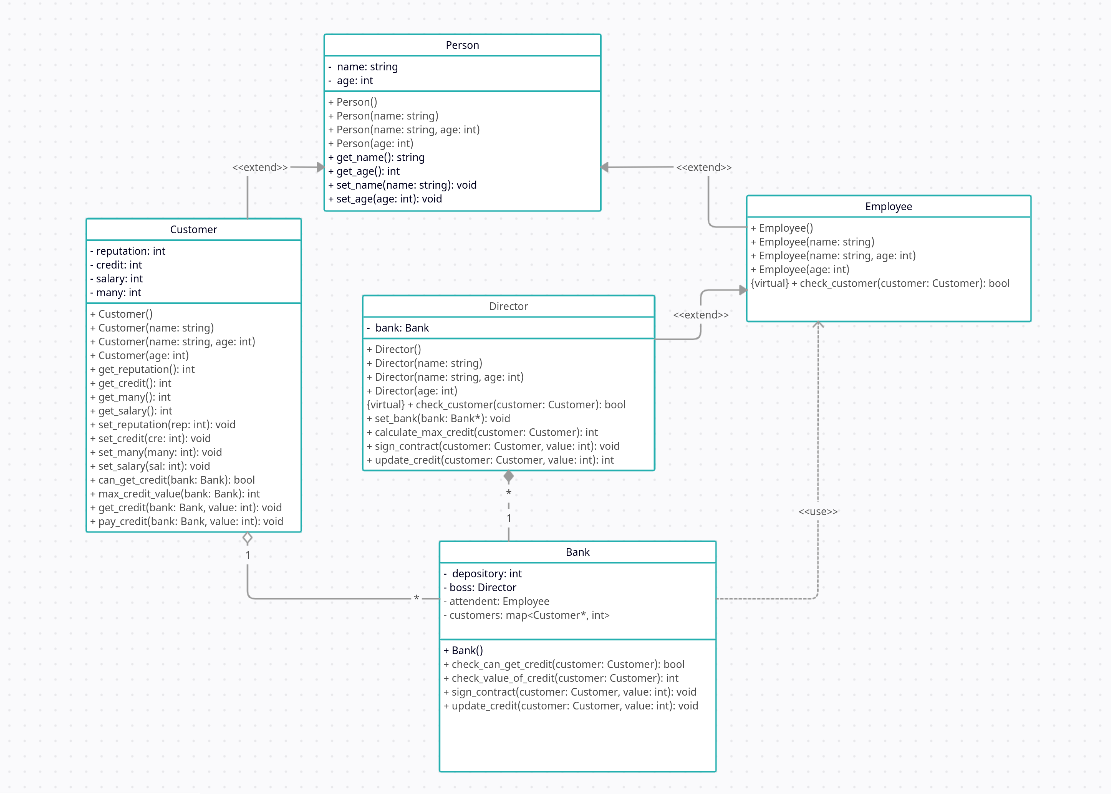 Person
- name: string
- age: int
+ Person()
+ Person(name: string)
+ Person(name: string, age: int)
+ Person(age: int)
+ get_name(): string
+ get_age(): int
+ set_name(name: string): void
+ set_age(age: int): void
<<extend>>
<<extend>>
Customer
- reputation: int
- credit: int
- salary: int
- many: int
+ Customer()
+ Customer(name: string)
+ Customer(name: string, age: int)
+ Customer(age: int)
+ get_reputation(): int
+ get_credit(): int
+ get_many(): int
+ get_salary(): int
+ set_reputation(rep: int): void
+ set_credit(cre: int): void
+ set_many(many: int): void
+ set_salary(sal: int): void
+ can_get_credit(bank: Bank): bool
+ max_credit_value(bank: Bank): int
+ get_credit(bank: Bank, value: int): void
+ pay_credit(bank: Bank, value: int): void
Employee
+ Employee()
+ Employee(name: string)
+ Employee(name: string, age: int)
+ Employee(age: int)
{virtual} + check_customer(customer: Customer): bool
Director
- bank: Bank
+ Director()
+ Director(name: string)
+ Director(name: string, age: int)
+ Director(age: int)
{virtual} + check_customer(customer: Customer): bool
+ set_bank(bank: Bank*): void
+ calculate_max_credit(customer: Customer): int
+ sign_contract(customer: Customer, value: int): void
+ update_credit(customer: Customer, value: int): int
<<extend>>
*
1
<<use>>
1
*
Bank
- depository: int
- boss: Director
- attendent: Employee
- customers: map<Customer*, int>
+ Bank()
+ check_can_get_credit(customer: Customer): bool
+ check_value_of_credit(customer: Customer): int
+ sign_contract(customer: Customer, value: int): void
+ update_credit(customer: Customer, value: int): void